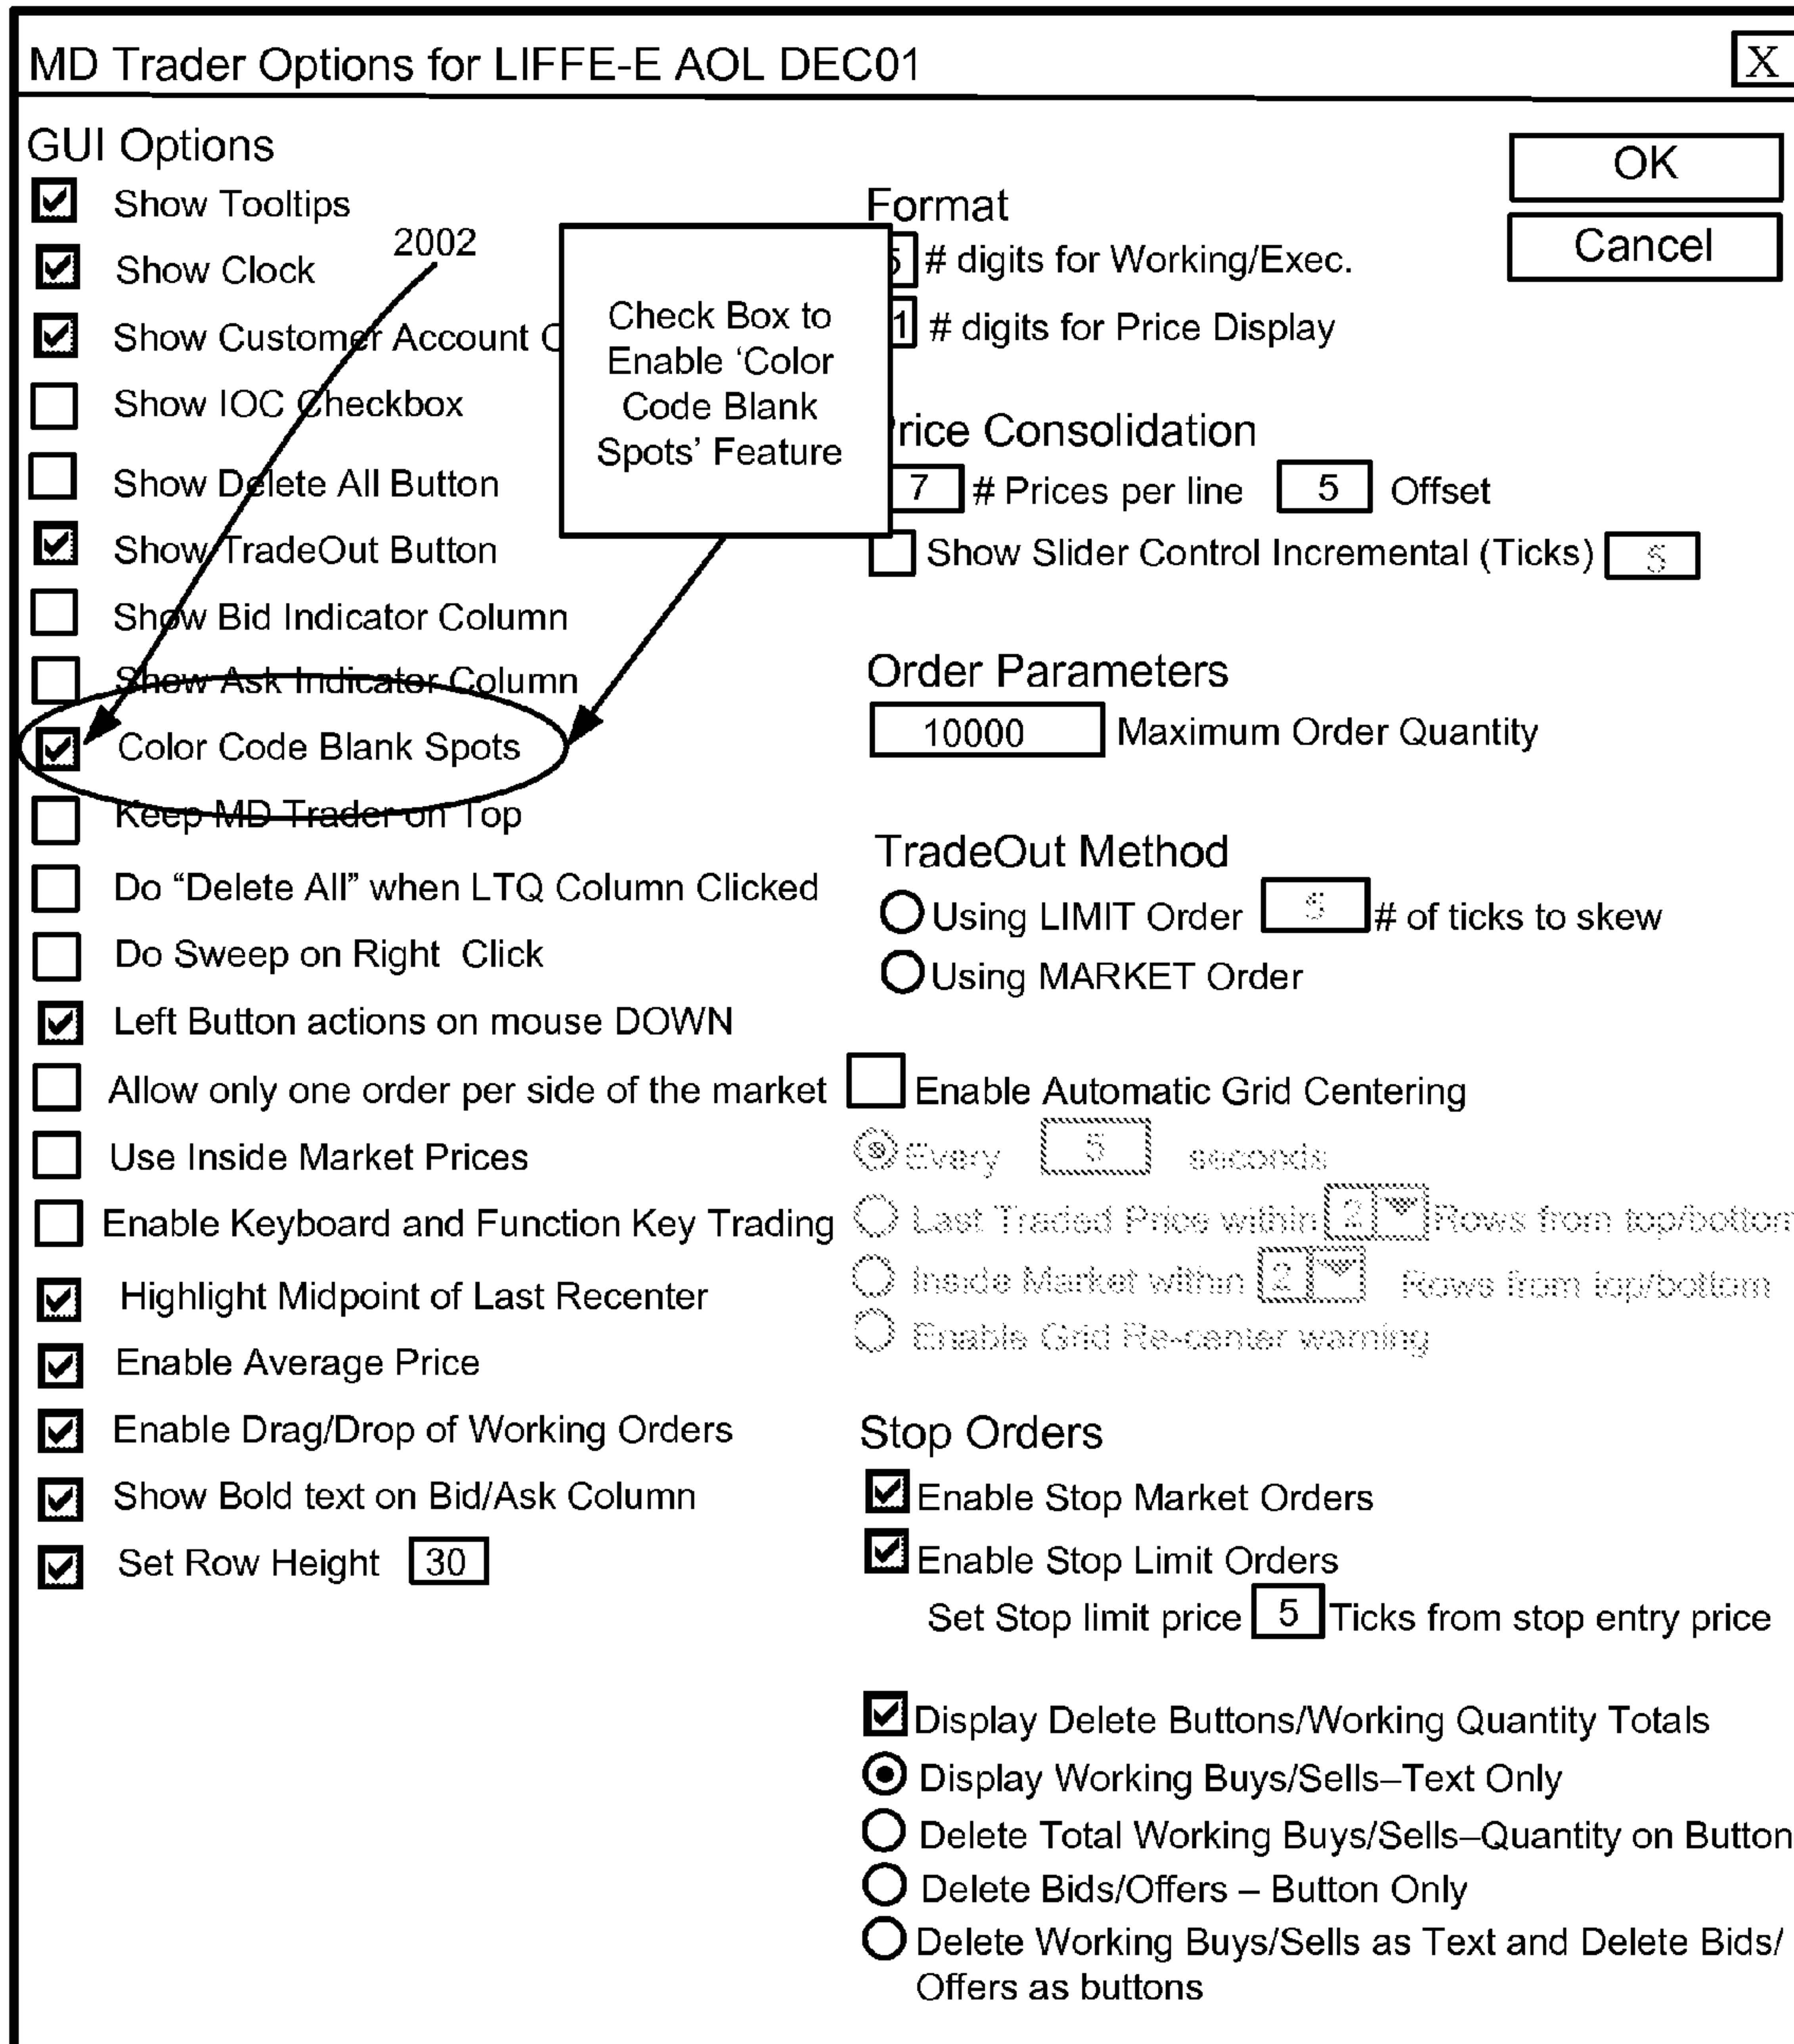 MD Trader Options for LIFFE-E AOL DEC01
X
GUI Options
Show Tooltips
Show Clock
Show Customer Account
Show IOC Checkbox
Show Delete All Button
Show TradeOut Button
Show Bid Indicator Column
Show Ask Indicator Column
Color Code Blank Spots
Keep MD Trader on Top
Do “Delete All” when LTQ Column Clicked
Do Sweep on Right Click
Left Button actions on mouse DOWN
Allow only one order per side of the market
Use Inside Market Prices
Enable Keyboard and Function Key Trading
Highlight Midpoint of Last Recenter
Enable Average Price
Enable Drag/Drop of Working Orders
Show Bold text on Bid/Ask Column
Set Row Height 30
2002
Check Box to
Enable ‘Color
Code Blank
Spots’ Feature
OK
Cancel
Format
5 # digits for Working/Exec.
1 # digits for Price Display
rice Consolidation
7 # Prices per line 5 Offset
Show Slider Control Incremental (Ticks)
Order Parameters
10000 Maximum Order Quantity
TradeOut Method
Using LIMIT Order # of ticks to skew
Using MARKET Order
Enable Automatic Grid Centering
Every 5 seconds
Last Traded Price within 2 Rows from top/bottom
Inside Market within 2 Rows from top/bottom
Enable Grid Re-center warning
Stop Orders
Enable Stop Market Orders
Enable Stop Limit Orders
Set Stop limit price 5 Ticks from stop entry price
Display Delete Buttons/Working Quantity Totals
Display Working Buys/Sells–Text Only
Delete Total Working Buys/Sells–Quantity on Button
Delete Bids/Offers – Button Only
Delete Working Buys/Sells as Text and Delete Bids/
Offers as buttons